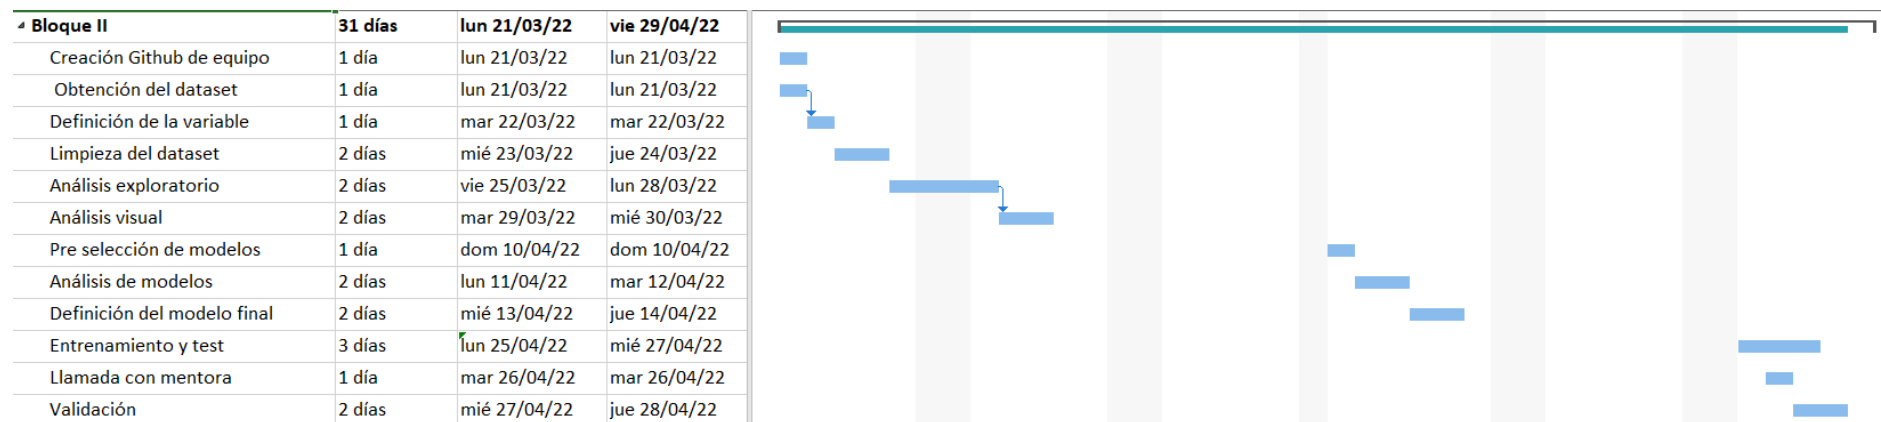 Bloque II 31 días lun 21/03/22 vie 29/04/22
Creación Github de equipo 1 día lun 21/03/22 lun 21/03/22
Obtención del dataset 1 día lun 21/03/22 lun 21/03/22
Definición de la variable 1 día mar 22/03/22 mar 22/03/22
Limpieza del dataset 2 días mié 23/03/22 jue 24/03/22
Análisis exploratorio 2 días vie 25/03/22 lun 28/03/22
Análisis visual 2 días mar 29/03/22 mié 30/03/22
Pre selección de modelos 1 día dom 10/04/22 dom 10/04/22
Análisis de modelos 2 días lun 11/04/22 mar 12/04/22
Definición del modelo final 2 días mié 13/04/22 jue 14/04/22
Entrenamiento y test 3 días lun 25/04/22 mié 27/04/22
Llamada con mentora 1 día mar 26/04/22 mar 26/04/22
Validación 2 días mié 27/04/22 jue 28/04/22